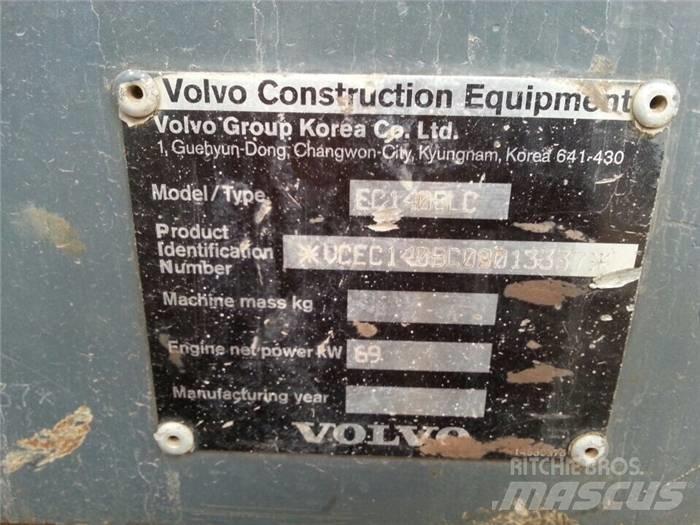 Volvo Construction Equipment
Volvo Group Korea Co. Ltd.
1, Guehyun-Dong, Changwon-City, Kyungnam, Korea 641-430
Model/Type EC140BLC
Product
Identification
Number
Machine mass kg
Engine net power kW 69
Manufacturing year
VOLVO
RITCHIE BROS.
MASCUS